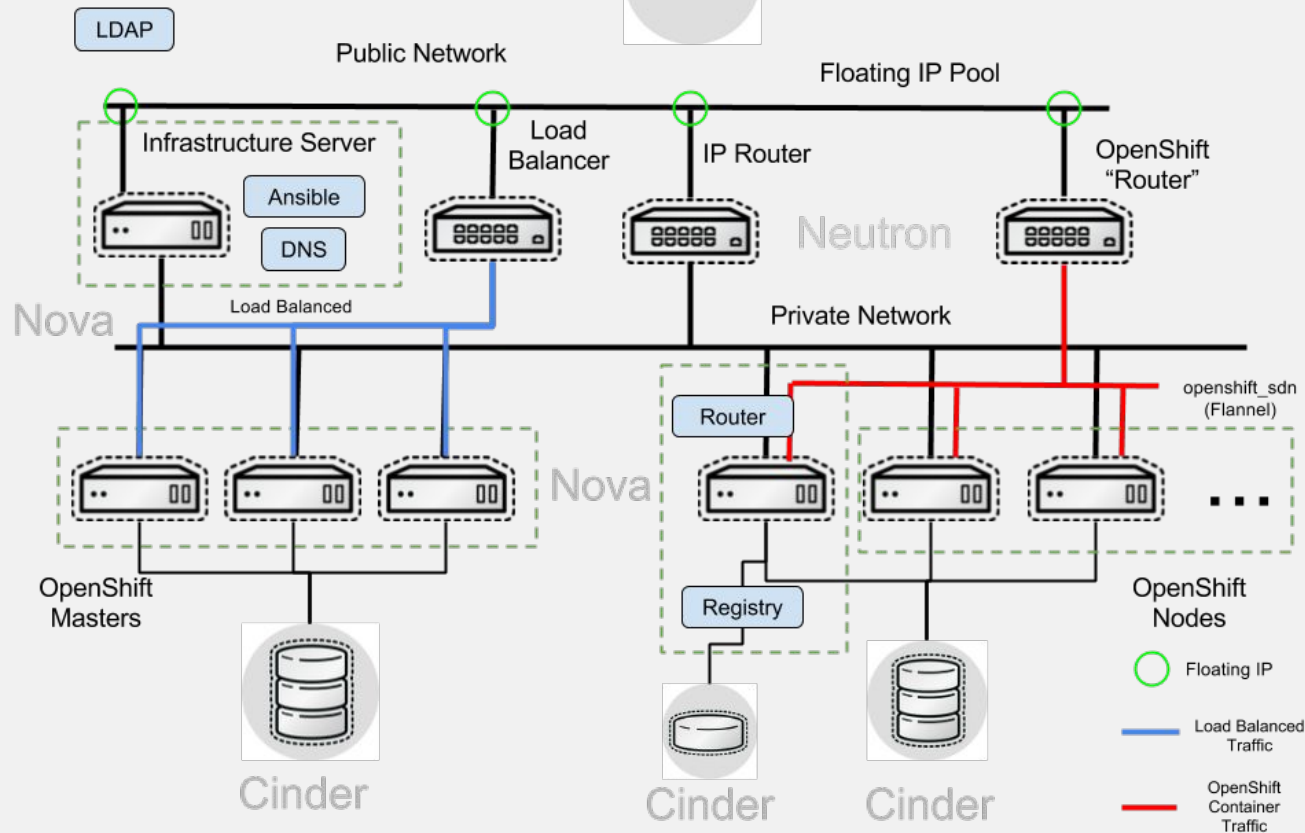 LDAP
Public Network
Floating IP Pool
Infrastructure Server
Load
Balancer
IP Router
OpenShift
“Router”
Ansible
DNS
Neutron
Nova
Load Balanced
Private Network
openshift_sdn
(Flannel)
Router
Nova
...
OpenShift
Masters
Registry
OpenShift
Nodes
Floating IP
Load Balanced
Traffic
Cinder
Cinder
Cinder
OpenShift
Container
Traffic